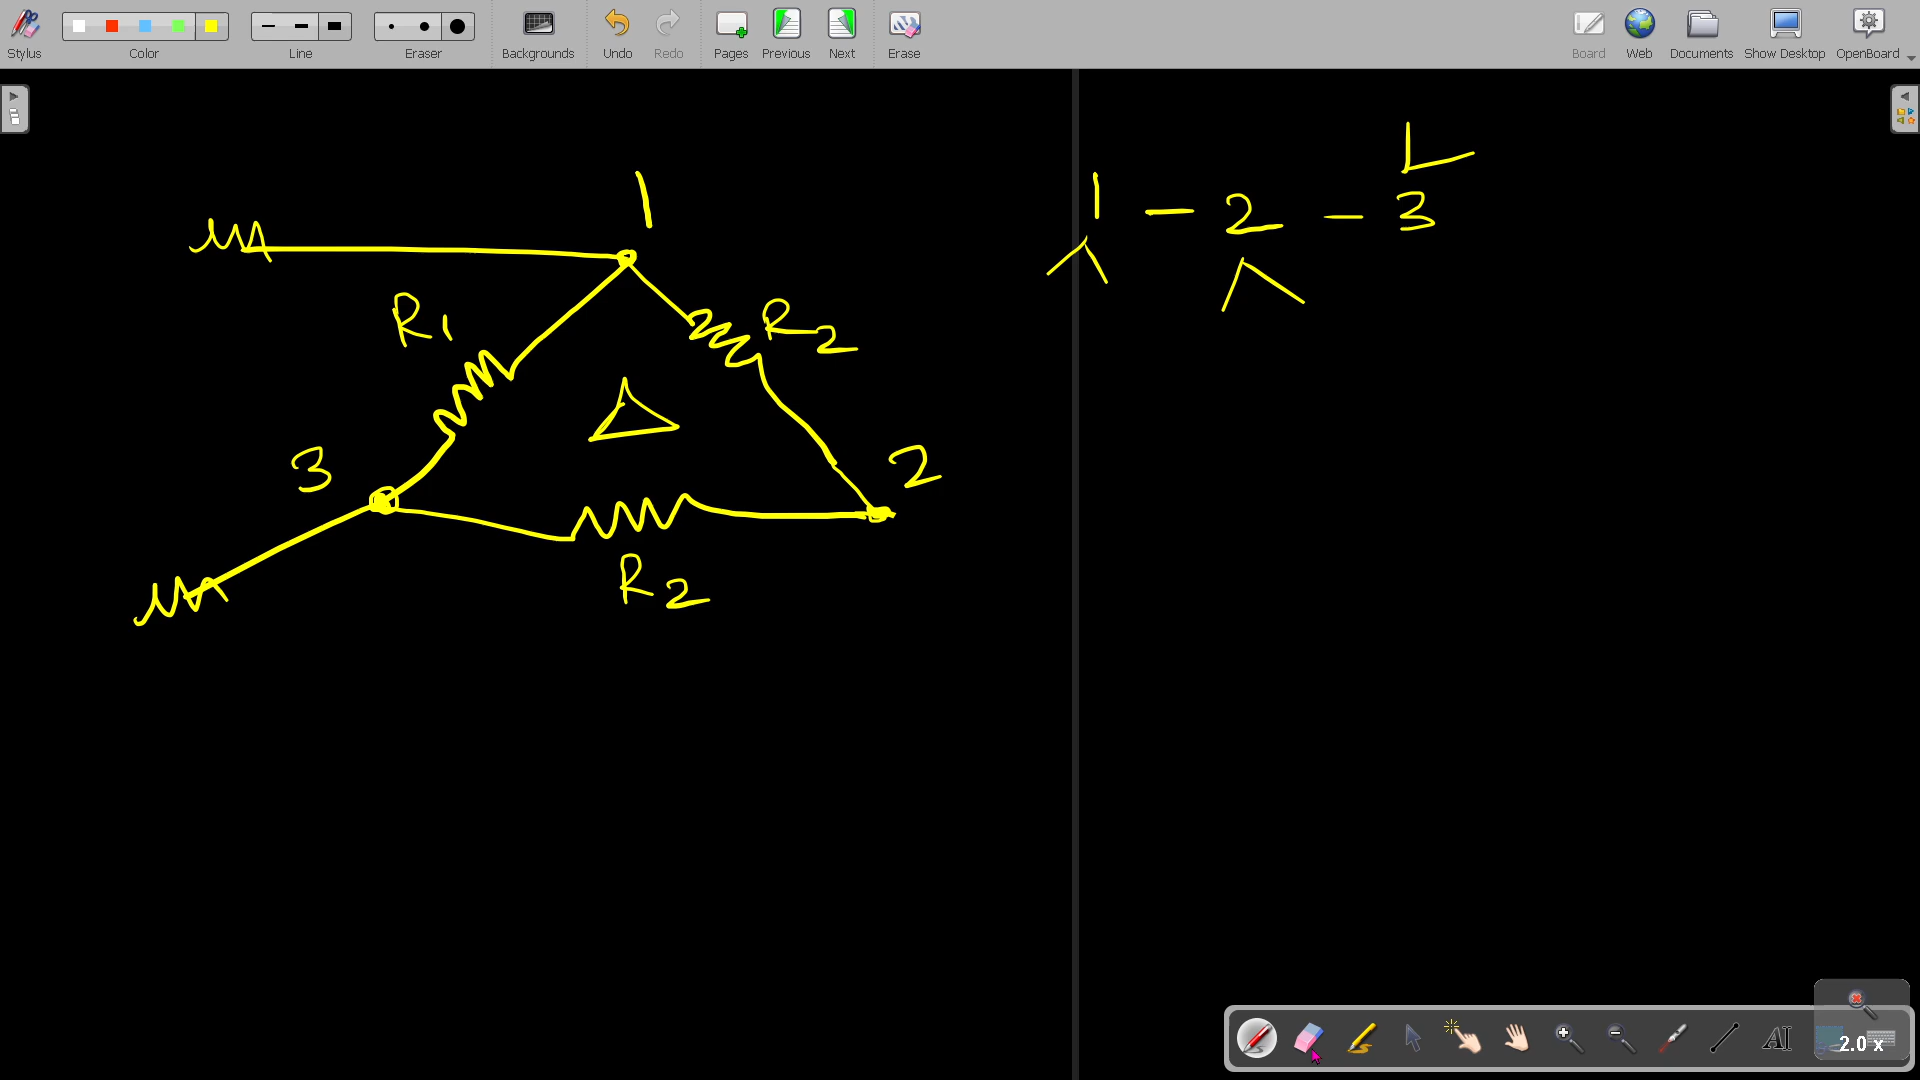 Stylus Color Line Eraser Backgrounds Undo Redo Pages Previous Next Erase Board Web Documents Show Desktop OpenBoard
1
1 - 2 - 3
R1
R2
3
2
R2
AI
2.0 x